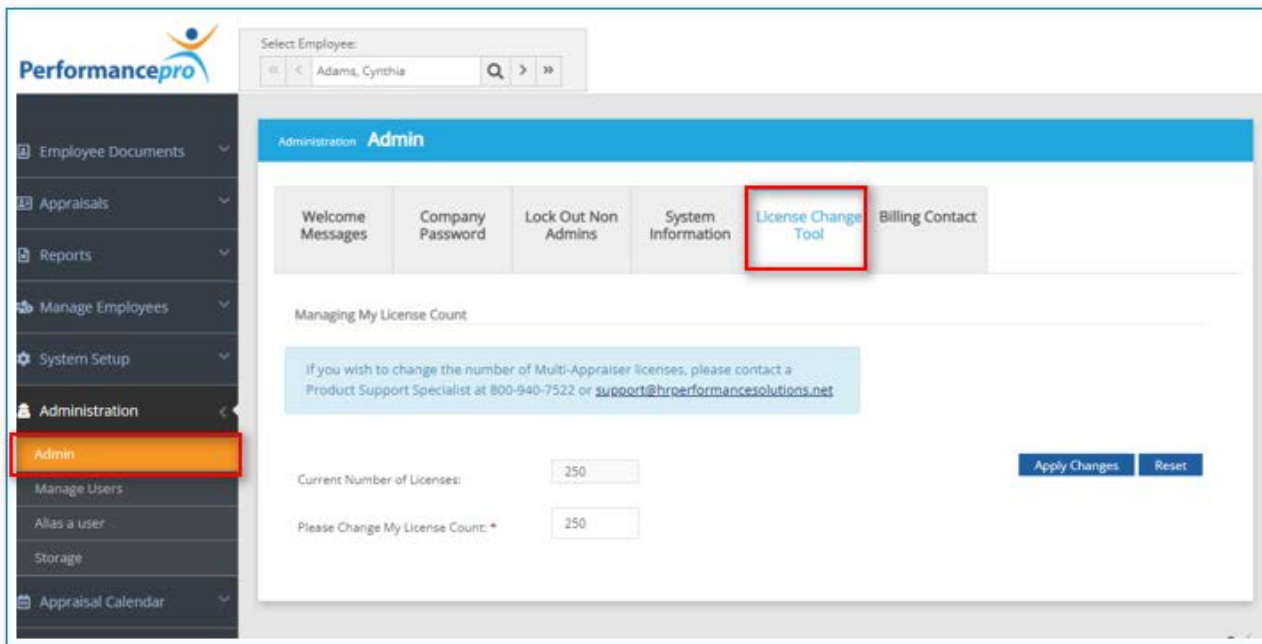 Performancepro
Select Employee:
Adams, Cynthia
Employee Documents
Appraisals
Reports
Manage Employees
System Setup
Administration
Admin
Manage Users
Alias a user
Storage
Appraisal Calendar
Administration Admin
Welcome
Messages
Company
Password
Lock Out Non
Admins
System
Information
License Change
Tool
Billing Contact
Managing My License Count
If you wish to change the number of Multi-Appraiser licenses, please contact a
Product Support Specialist at 800-940-7522 or support@hrperformancesolutions.net
Current Number of Licenses: 250
Apply Changes Reset
Please Change My License Count: * 250